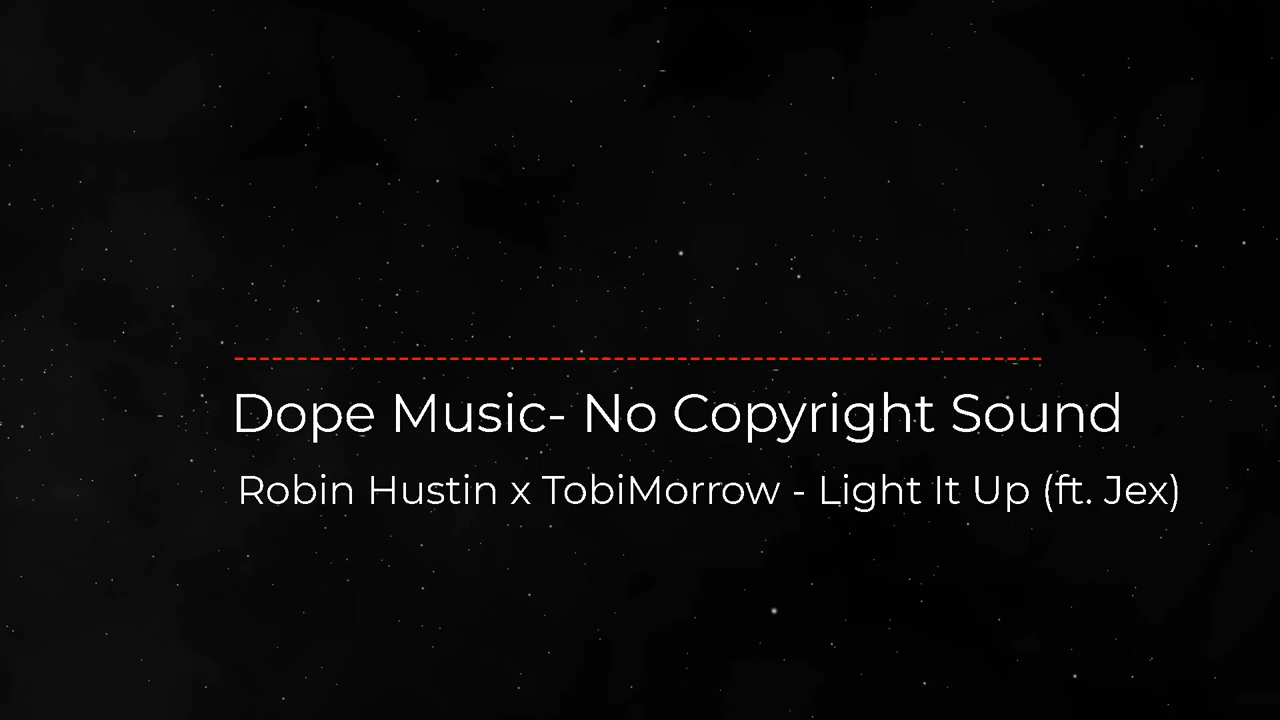 Dope Music- No Copyright Sound
Robin Hustin x TobiMorrow - Light It Up (ft. Jex)